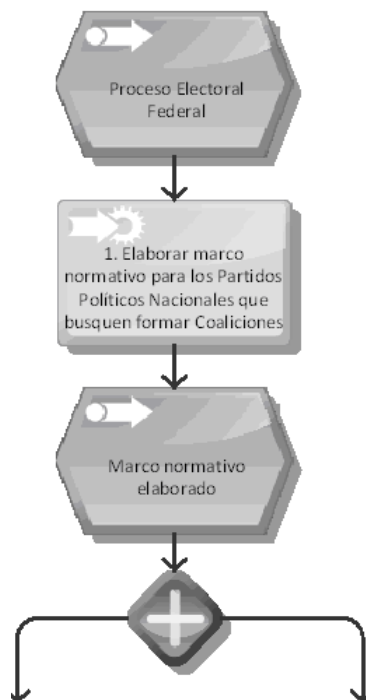 Proceso Electoral
Federal
1. Elaborar marco
normativo para los Partidos
Políticos Nacionales que
busquen formar Coaliciones
Marco normativo
elaborado